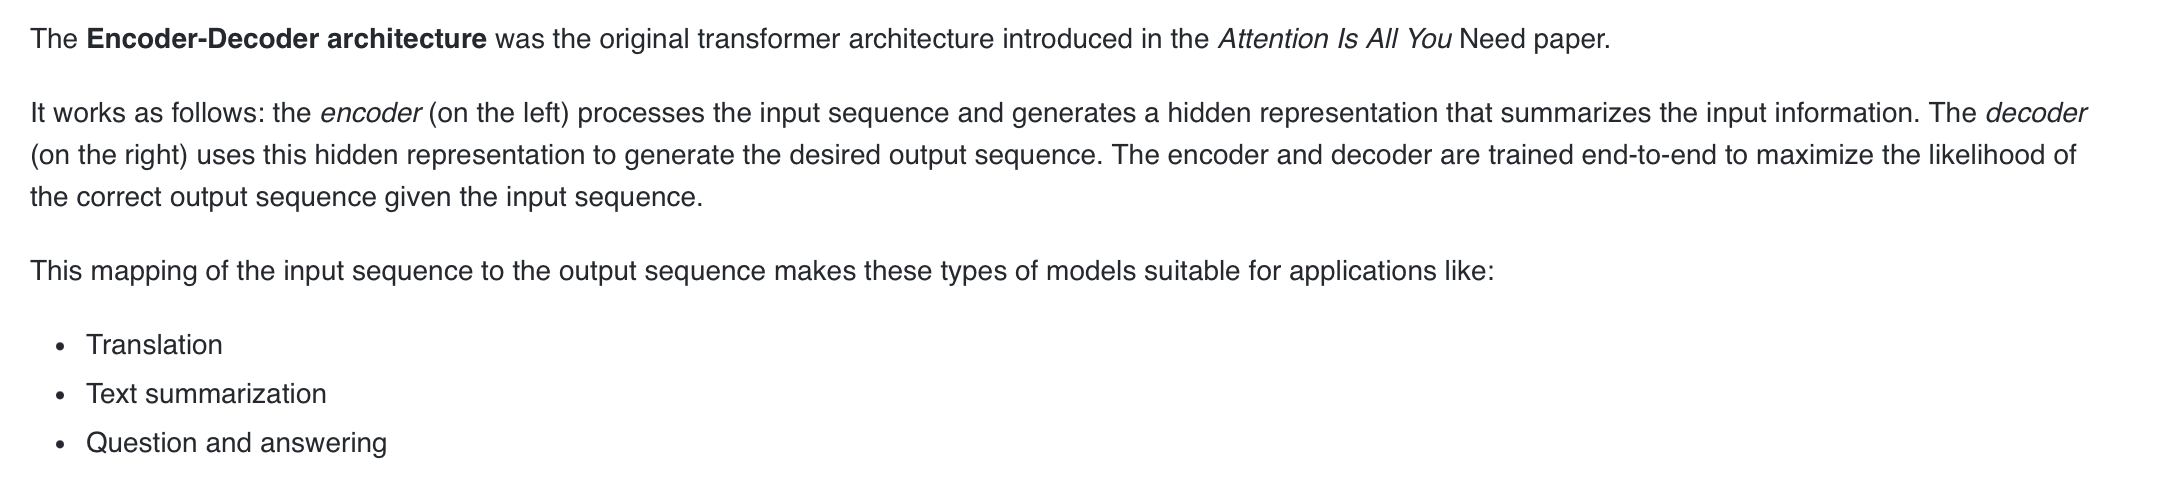 The Encoder-Decoder architecture was the original transformer architecture introduced in the Attention Is All You Need paper.
It works as follows: the encoder (on the left) processes the input sequence and generates a hidden representation that summarizes the input information. The decoder
(on the right) uses this hidden representation to generate the desired output sequence. The encoder and decoder are trained end-to-end to maximize the likelihood of
the correct output sequence given the input sequence.
This mapping of the input sequence to the output sequence makes these types of models suitable for applications like:
• Translation
• Text summarization
• Question and answering